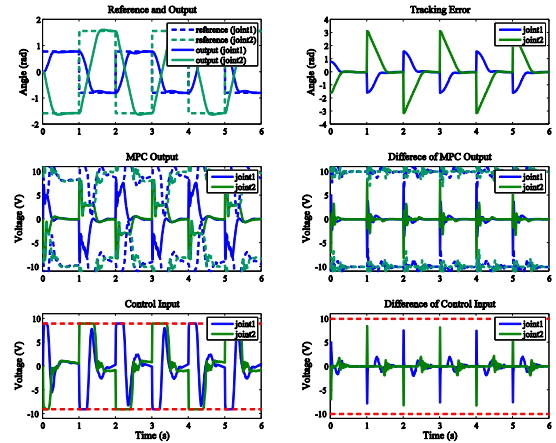 Reference and Output
Angle (rad)
4
3
2
1
0
-1
-2
reference (joint1)
reference (joint2)
output (joint1)
output (joint2)
0 1 2 3 4 5 6
Tracking Error
Angle (rad)
4
2
0
-2
-4
joint1
joint2
0 1 2 3 4 5 6
MPC Output
Voltage (V)
10
5
0
-5
-10
joint1
joint2
0 1 2 3 4 5 6
Differece of MPC Output
Voltage (V)
10
5
0
-5
-10
joint1
joint2
0 1 2 3 4 5 6
Control Input
Voltage (V)
10
5
0
-5
-10
joint1
joint2
0 1 2 3 4 5 6
Time (s)
Difference of Control Input
Voltage (V)
10
5
0
-5
-10
joint1
joint2
0 1 2 3 4 5 6
Time (s)